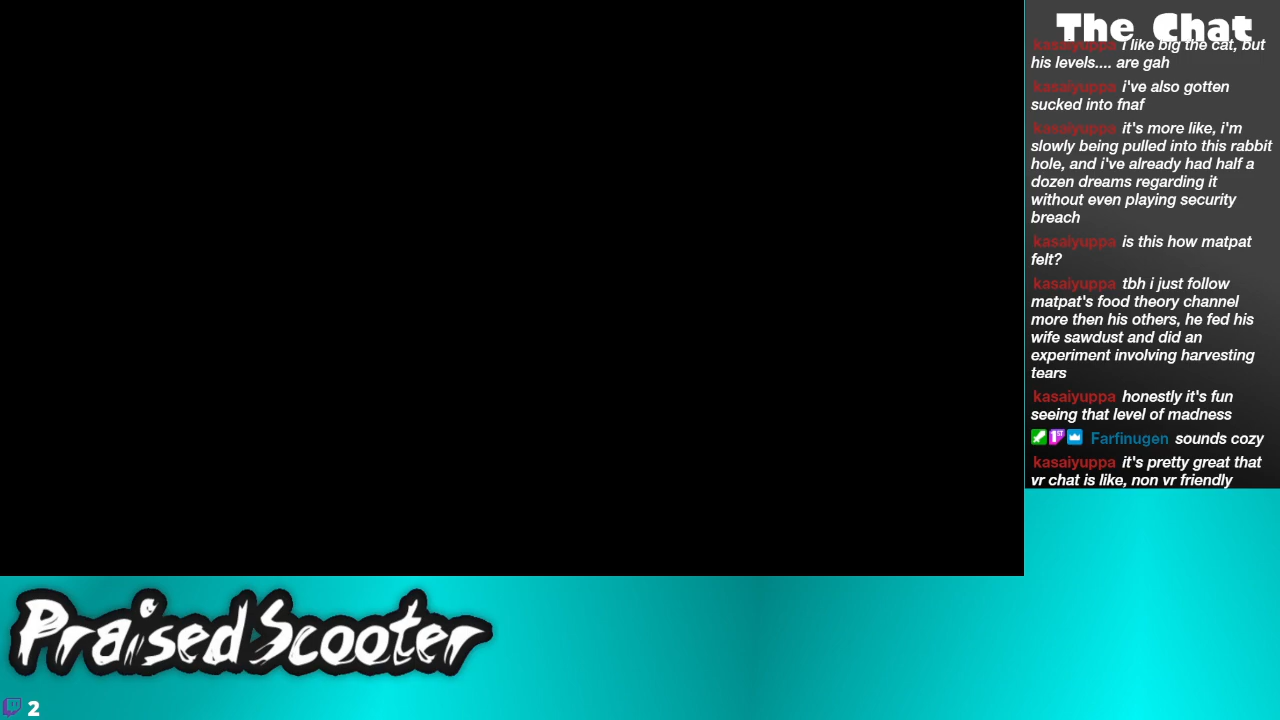 The Chat
kasaiyuppa I like big the cat, but
his levels.... are gah
kasaiyuppa i've also gotten
sucked into fnaf
kasaiyuppa it's more like, i'm
slowly being pulled into this rabbit
hole, and i've already had half a
dozen dreams regarding it
without even playing security
breach
kasaiyuppa is this how matpat
felt?
kasaiyuppa tbh i just follow
matpat's food theory channel
more then his others, he fed his
wife sawdust and did an
experiment involving harvesting
tears
kasaiyuppa honestly it's fun
seeing that level of madness
1ST Farfinugen sounds cozy
kasaiyuppa it's pretty great that
vr chat is like, non vr friendly
PraisedScooter
2